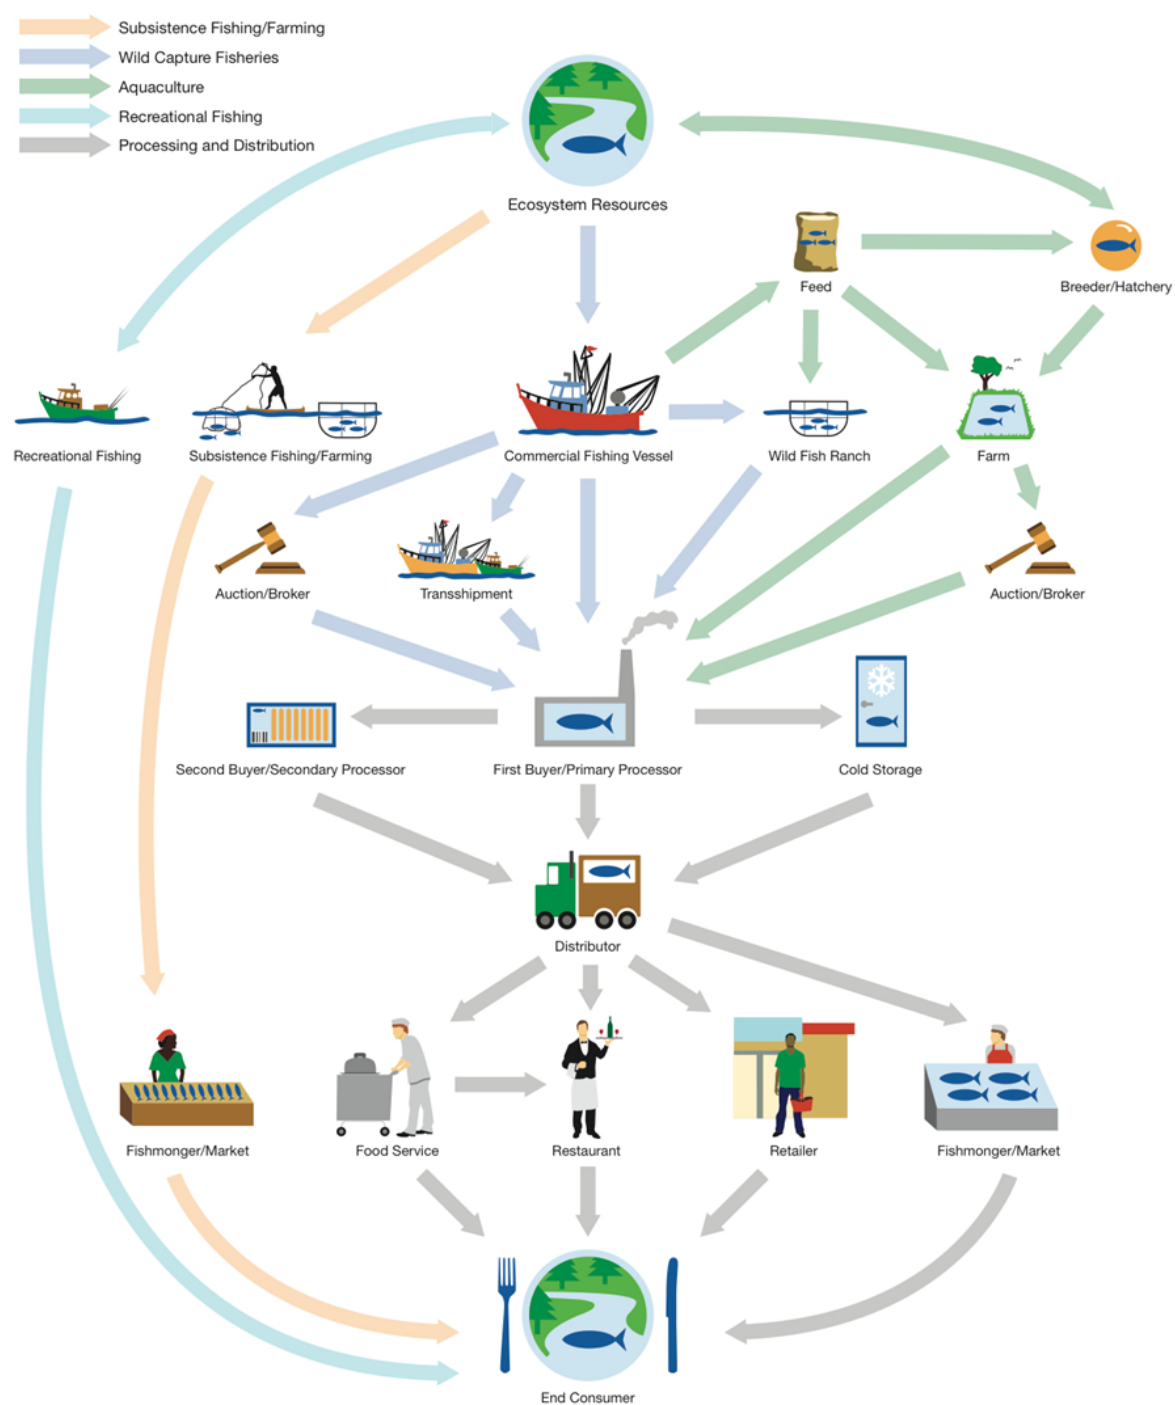 Subsistence Fishing/Farming
Wild Capture Fisheries
Aquaculture
Recreational Fishing
Processing and Distribution
Ecosystem Resources
Feed
Breeder/Hatchery
Recreational Fishing
Subsistence Fishing/Farming
Commercial Fishing Vessel
Wild Fish Ranch
Farm
Auction/Broker
Transshipment
Auction/Broker
Second Buyer/Secondary Processor
First Buyer/Primary Processor
Cold Storage
Distributor
Fishmonger/Market
Food Service
Restaurant
Retailer
Fishmonger/Market
End Consumer